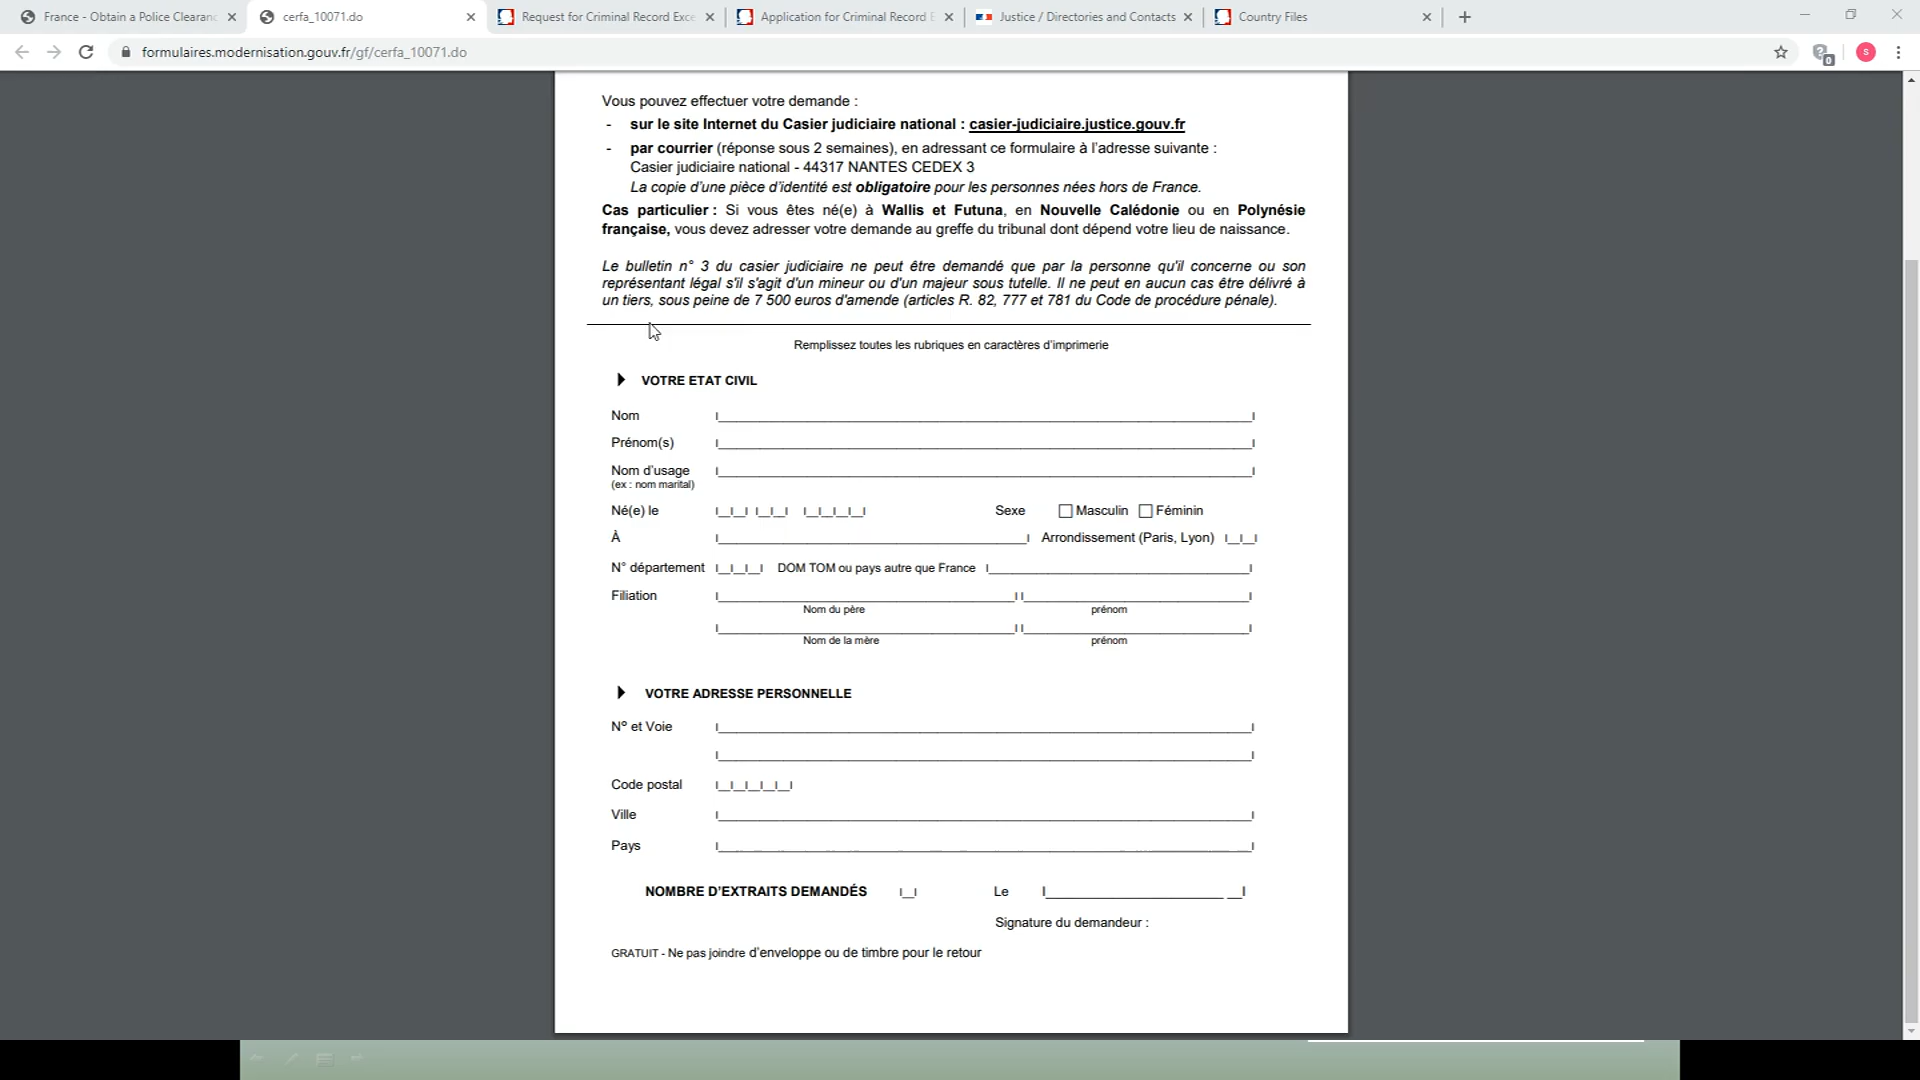 France - Obtain a Police Clearanc
cerfa_10071.do
Request for Criminal Record Exce
Application for Criminal Record E
Justice / Directories and Contacts
Country Files
formulaires.modernisation.gouv.fr/gf/cerfa_10071.do
0
s
Vous pouvez effectuer votre demande :
- sur le site Internet du Casier judiciaire national : casier-judiciaire.justice.gouv.fr
- par courrier (réponse sous 2 semaines), en adressant ce formulaire à l'adresse suivante :
Casier judiciaire national - 44317 NANTES CEDEX 3
La copie d'une pièce d'identité est obligatoire pour les personnes nées hors de France.
Cas particulier : Si vous êtes né(e) à Wallis et Futuna, en Nouvelle Calédonie ou en Polynésie
française, vous devez adresser votre demande au greffe du tribunal dont dépend votre lieu de naissance.
Le bulletin n° 3 du casier judiciaire ne peut être demandé que par la personne qu'il concerne ou son
représentant légal s'il s'agit d'un mineur ou d'un majeur sous tutelle. Il ne peut en aucun cas être délivré à
un tiers, sous peine de 7 500 euros d'amende (articles R. 82, 777 et 781 du Code de procédure pénale).
Remplissez toutes les rubriques en caractères d'imprimerie
VOTRE ETAT CIVIL
Nom
Prénom(s)
Nom d'usage
(ex : nom marital)
Né(e) le Sexe Masculin Féminin
À Arrondissement (Paris, Lyon)
N° département DOM TOM ou pays autre que France
Filiation
Nom du père prénom
Nom de la mère prénom
VOTRE ADRESSE PERSONNELLE
N° et Voie
Code postal
Ville
Pays
NOMBRE D'EXTRAITS DEMANDÉS Le
Signature du demandeur :
GRATUIT - Ne pas joindre d'enveloppe ou de timbre pour le retour